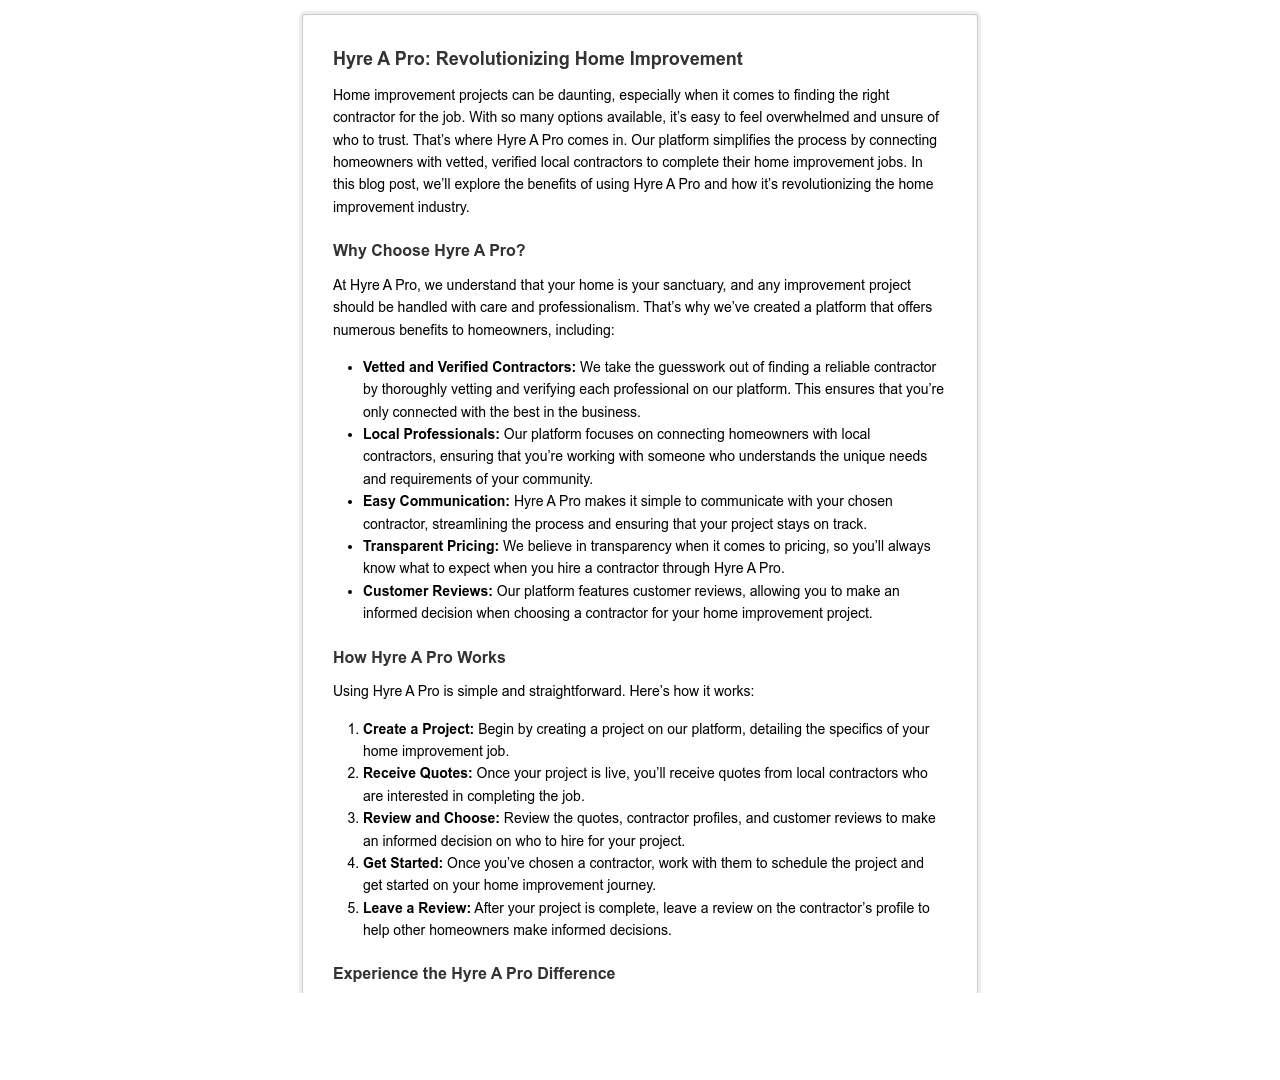 Hyre A Pro: Revolutionizing Home Improvement
Home improvement projects can be daunting, especially when it comes to finding the right
contractor for the job. With so many options available, it’s easy to feel overwhelmed and unsure of
who to trust. That’s where Hyre A Pro comes in. Our platform simplifies the process by connecting
homeowners with vetted, verified local contractors to complete their home improvement jobs. In
this blog post, we’ll explore the benefits of using Hyre A Pro and how it’s revolutionizing the home
improvement industry.
Why Choose Hyre A Pro?
At Hyre A Pro, we understand that your home is your sanctuary, and any improvement project
should be handled with care and professionalism. That’s why we’ve created a platform that offers
numerous benefits to homeowners, including:
• Vetted and Verified Contractors: We take the guesswork out of finding a reliable contractor
by thoroughly vetting and verifying each professional on our platform. This ensures that you’re
only connected with the best in the business.
• Local Professionals: Our platform focuses on connecting homeowners with local
contractors, ensuring that you’re working with someone who understands the unique needs
and requirements of your community.
• Easy Communication: Hyre A Pro makes it simple to communicate with your chosen
contractor, streamlining the process and ensuring that your project stays on track.
• Transparent Pricing: We believe in transparency when it comes to pricing, so you’ll always
know what to expect when you hire a contractor through Hyre A Pro.
• Customer Reviews: Our platform features customer reviews, allowing you to make an
informed decision when choosing a contractor for your home improvement project.
How Hyre A Pro Works
Using Hyre A Pro is simple and straightforward. Here’s how it works:
1. Create a Project: Begin by creating a project on our platform, detailing the specifics of your
home improvement job.
2. Receive Quotes: Once your project is live, you’ll receive quotes from local contractors who
are interested in completing the job.
3. Review and Choose: Review the quotes, contractor profiles, and customer reviews to make
an informed decision on who to hire for your project.
4. Get Started: Once you’ve chosen a contractor, work with them to schedule the project and
get started on your home improvement journey.
5. Leave a Review: After your project is complete, leave a review on the contractor’s profile to
help other homeowners make informed decisions.
Experience the Hyre A Pro Difference